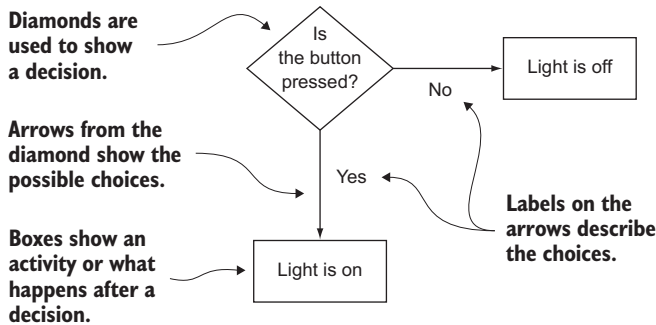 Diamonds are
used to show
a decision.
Is
the button
pressed?
Light is off
No
Arrows from the
diamond show the
possible choices.
Yes
Labels on the
arrows describe
the choices.
Boxes show an
activity or what
happens after a
decision.
Light is on